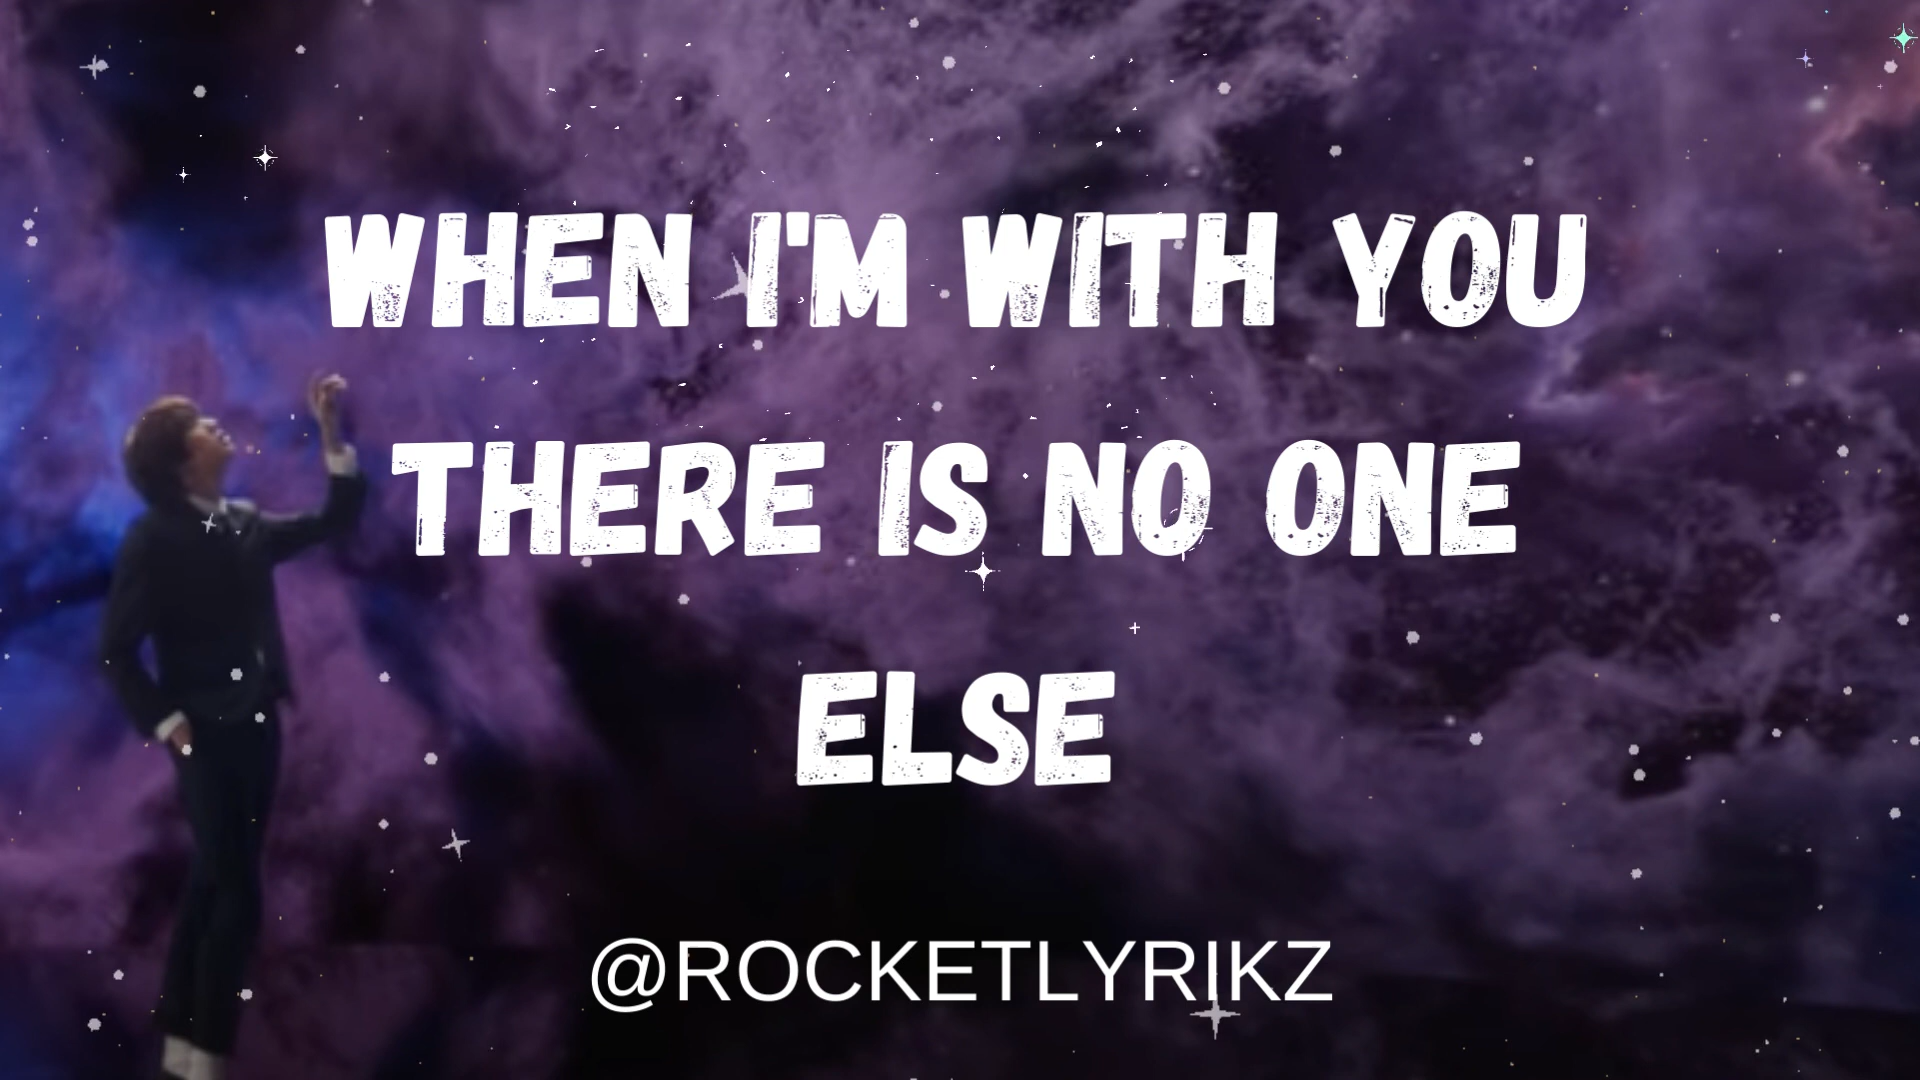 WHEN I'M WITH YOU
THERE IS NO ONE
ELSE
@ROCKETLYRIKZ